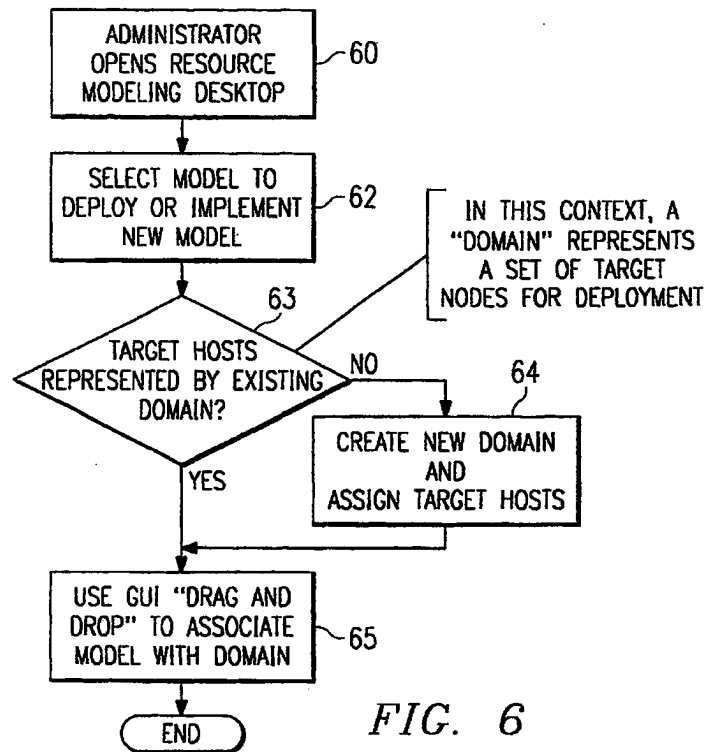 ADMINISTRATOR
OPENS RESOURCE
MODELING DESKTOP
60
SELECT MODEL TO
DEPLOY OR IMPLEMENT
NEW MODEL
62
IN THIS CONTEXT, A
“DOMAIN” REPRESENTS
A SET OF TARGET
NODES FOR DEPLOYMENT
63
TARGET HOSTS
REPRESENTED BY EXISTING
DOMAIN?
NO
64
CREATE NEW DOMAIN
AND
ASSIGN TARGET HOSTS
YES
USE GUI “DRAG AND
DROP” TO ASSOCIATE
MODEL WITH DOMAIN
65
END
FIG. 6